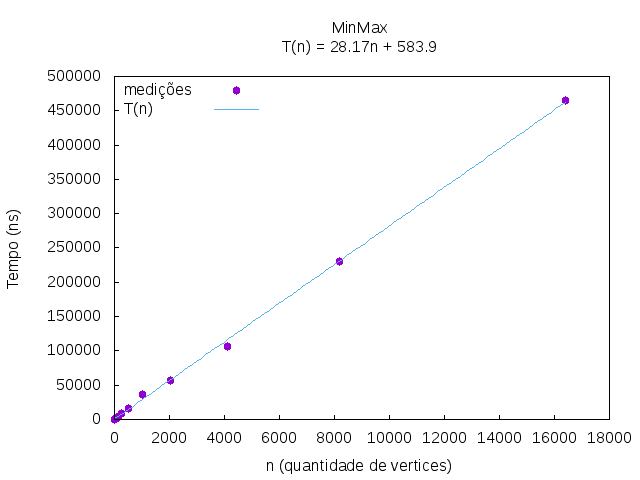 MinMax
T(n) = 28.17n + 583.9
medições
T(n)
500000
450000
400000
350000
300000
250000
200000
150000
100000
50000
0
Tempo (ns)
0 2000 4000 6000 8000 10000 12000 14000 16000 18000
n (quantidade de vertices)